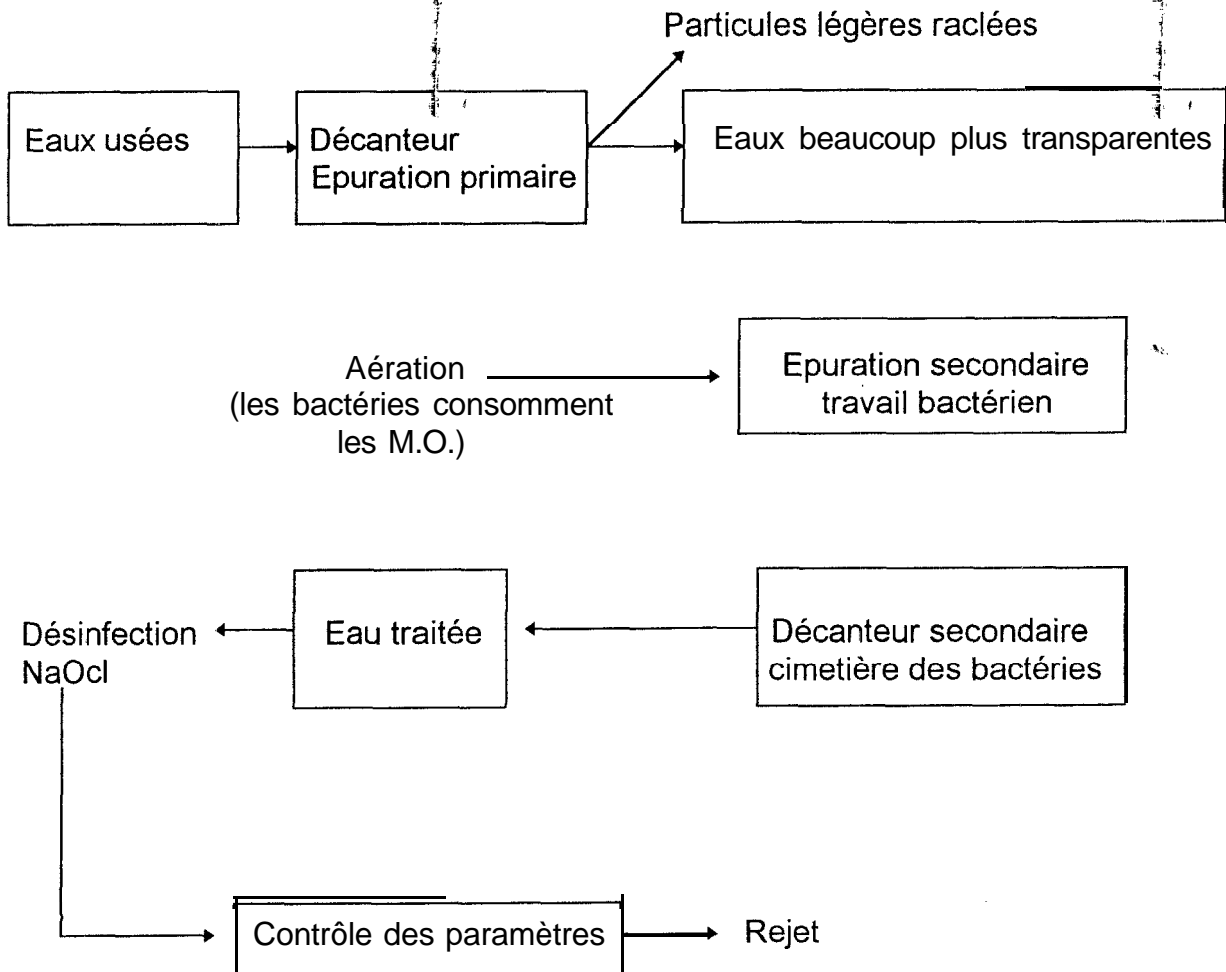 Particules légères raclées
Eaux usées
Décanteur
Epuration primaire
Eaux beaucoup plus transparentes
Aération
(les bactéries consomment
les M.O.)
Epuration secondaire
travail bactérien
Désinfection
NaOcl
Eau traitée
Décanteur secondaire
cimetière des bactéries
Contrôle des paramètres
Rejet